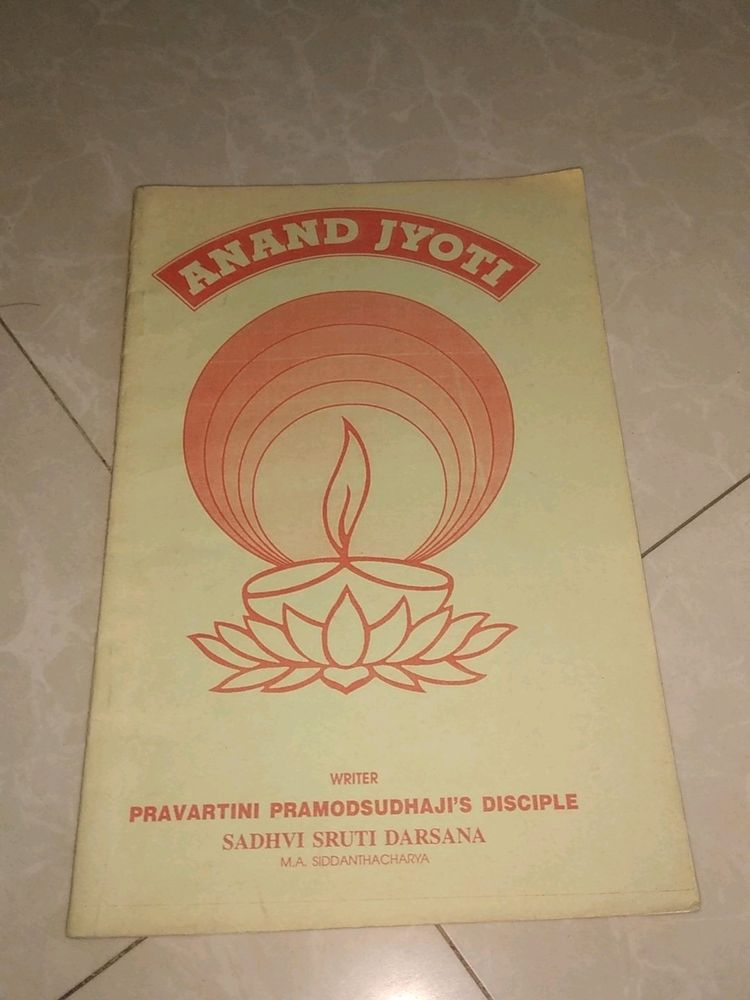 ANAND JYOTI
WRITER
PRAVARTINI PRAMODSUDHAJI'S DISCIPLE
SADHVI SRUTI DARSANA
M.A. SIDDANTHACHARYA